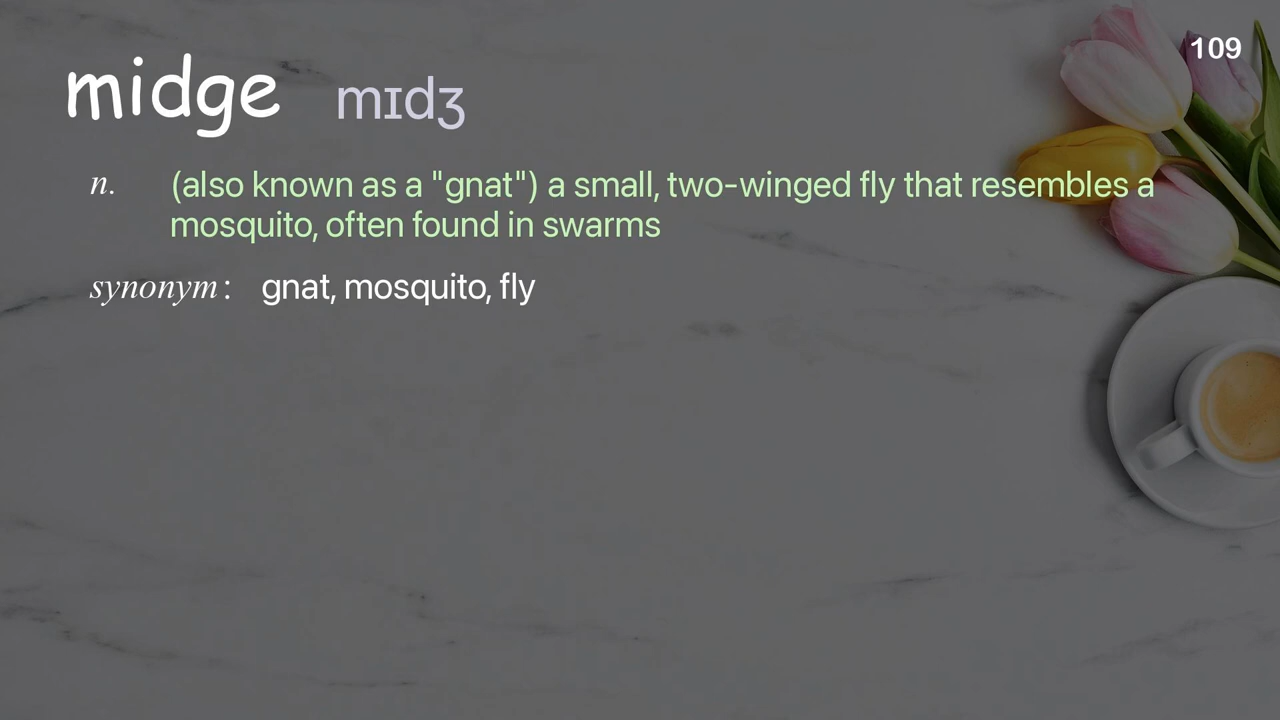 109
midge mɪdʒ
n. (also known as a "gnat") a small, two-winged fly that resembles a
mosquito, often found in swarms
synonym: gnat, mosquito, fly